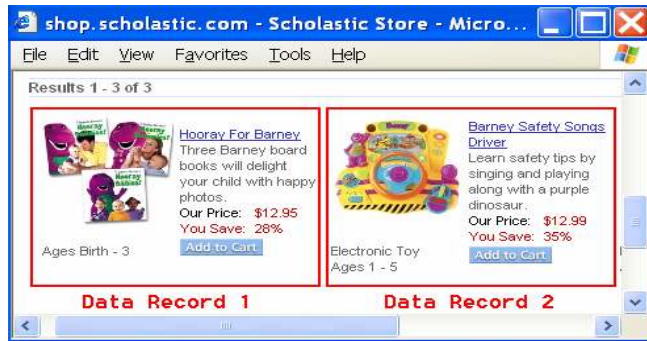 shop.scholastic.com - Scholastic Store - Micro...
File Edit View Favorites Tools Help
Results 1 - 3 of 3
Hooray For Barney
Three Barney board
books will delight
your child with happy
photos.
Our Price: $12.95
You Save: 28%
Add to Cart
Ages Birth - 3
Data Record 1
Barney Safety Songs
Driver
Learn safety tips by
singing and playing
along with a purple
dinosaur.
Our Price: $12.99
You Save: 35%
Add to Cart
Electronic Toy
Ages 1 - 5
Data Record 2